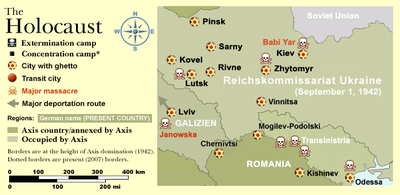 The
Holocaust
Extermination camp
Concentration camp*
City with ghetto
Transit city
Major massacre
Major deportation route
Regions: German name (PRESENT COUNTRY)
Axis country/annexed by Axis
Occupied by Axis
Borders are at the height of Axis domination (1942).
Dotted borders are present (2007) borders.
0 100 200 300 400 km
0 100 200 mi
Soviet Union
Pinsk
Sarny
Babi Yar
Kiev
Kovel
Rivne
Zhytomyr
Lutsk
Reichskommissariat Ukraine
(September 1, 1942)
Vinnitsa
Lviv
GALIZIEN
Janowska
Mogilev-Podolski
Chernivtsi
Transnistria
ROMANIA
Kishinev
Odessa